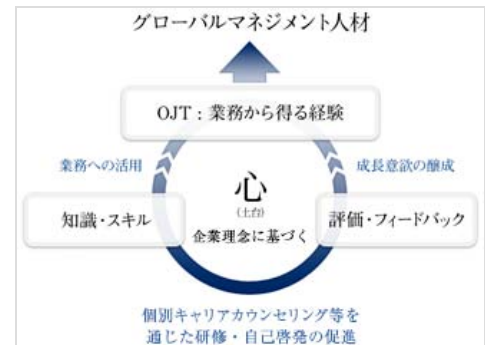 グローバルマネジメント人材
OJT：業務から得る経験
業務への活用
成長意欲の醸成
心
(土台)
企業理念に基づく
知識・スキル
評価・フィードバック
個別キャリアカウンセリング等を
通じた研修・自己啓発の促進